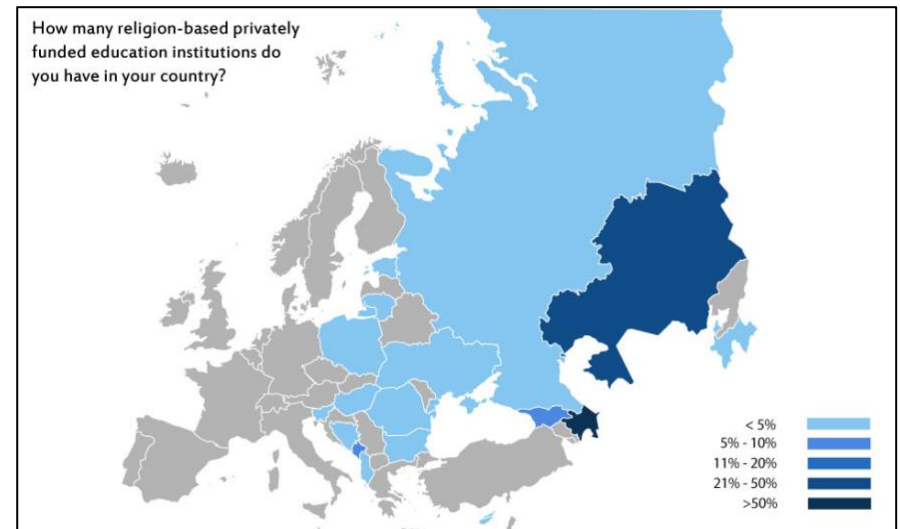 How many religion-based privately
funded education institutions do
you have in your country?
< 5%
5% - 10%
11% - 20%
21% - 50%
>50%